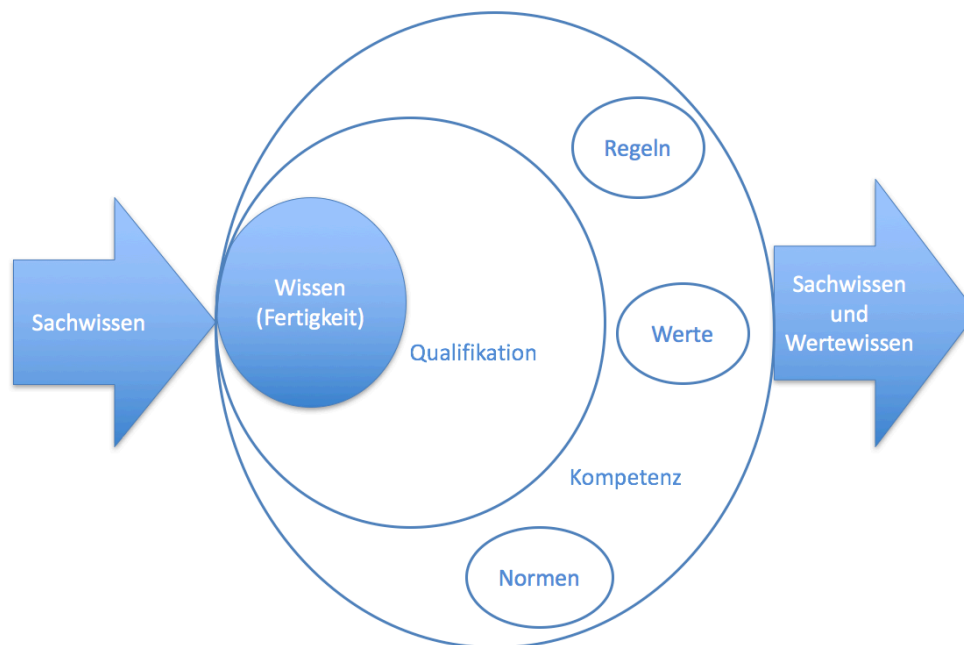 Regeln
Sachwissen
Wissen
(Fertigkeit)
Qualifikation
Werte
Kompetenz
Normen
Sachwissen
und
Wertewissen